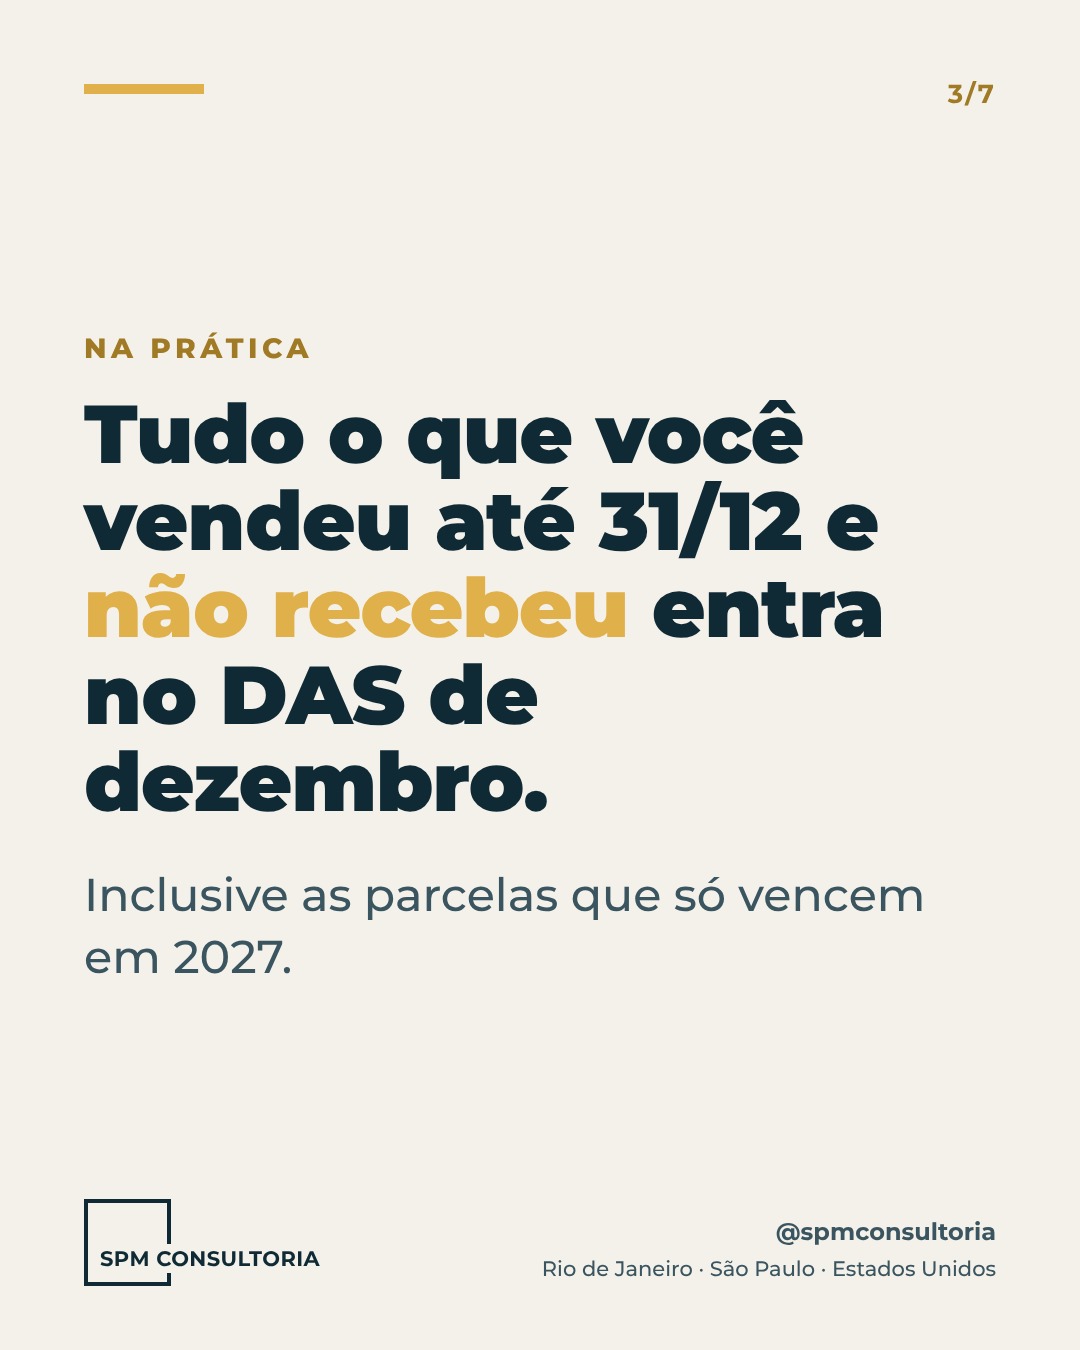 3/7
NA PRÁTICA
Tudo o que você
vendeu até 31/12 e
não recebeu entra
no DAS de
dezembro.
Inclusive as parcelas que só vencem
em 2027.
SPM CONSULTORIA
@spmconsultoria
Rio de Janeiro · São Paulo · Estados Unidos